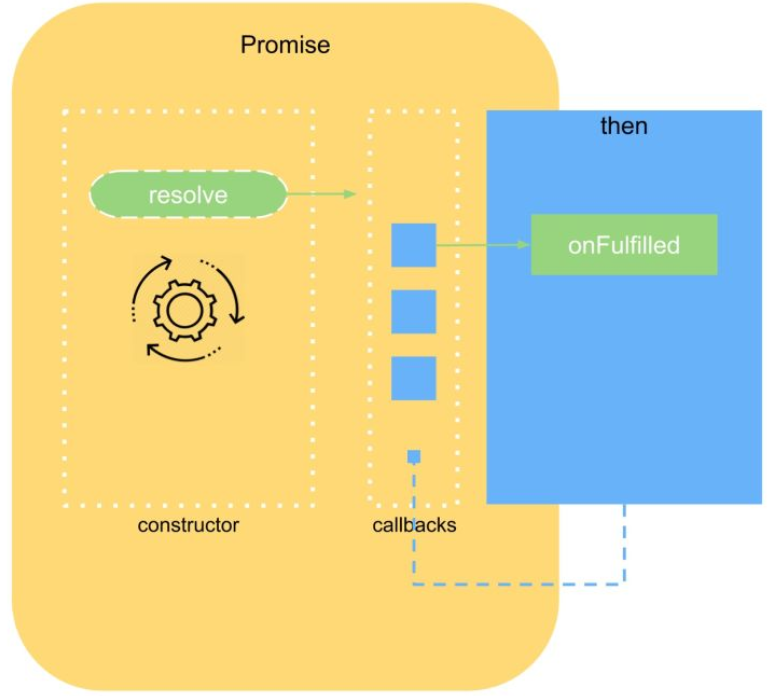 Promise
then
resolve
onFulfilled
constructor
callbacks